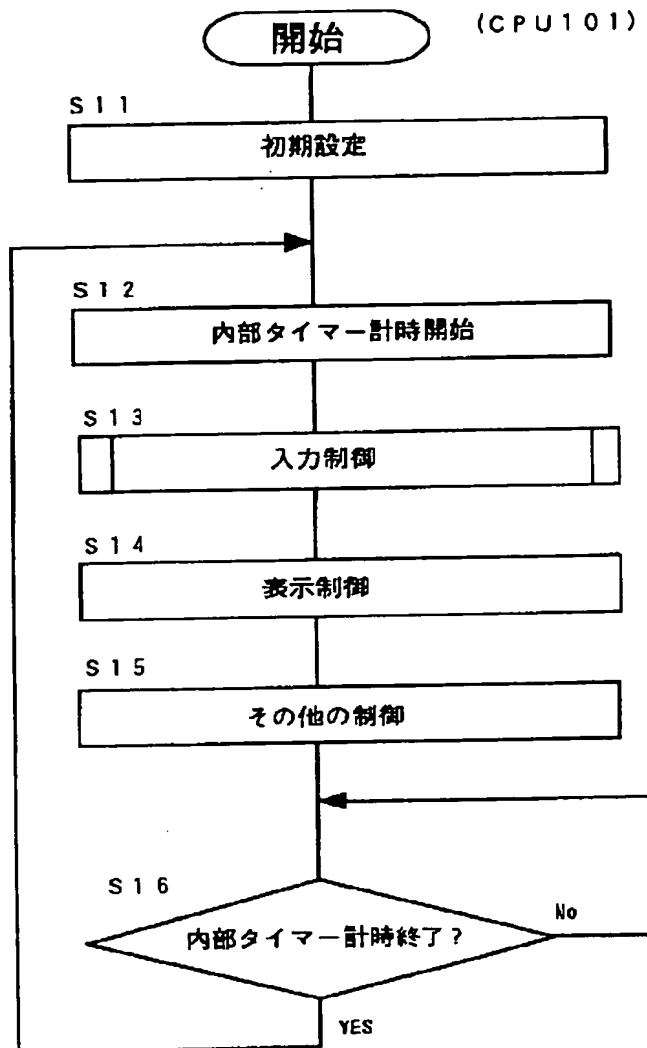 開始
(CPU101)
S11
初期設定
S12
内部タイマー計時開始
S13
入力制御
S14
表示制御
S15
その他の制御
S16
内部タイマー計時終了?
No
YES